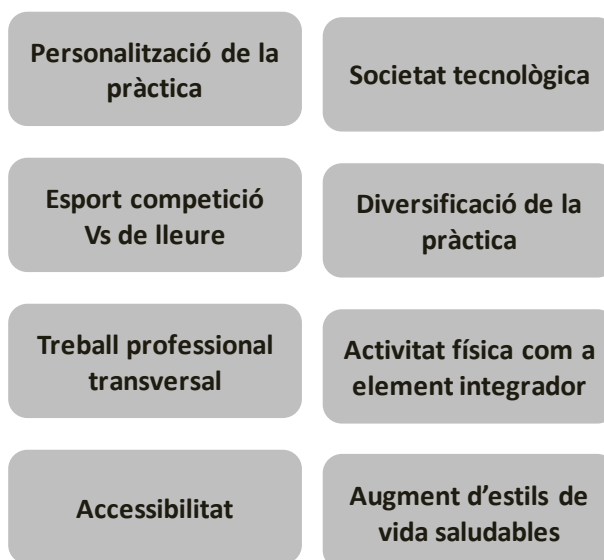 Personalització de la
pràctica
Societat tecnològica
Esport competició
Vs de lleure
Diversificació de la
pràctica
Treball professional
transversal
Activitat física com a
element integrador
Accessibilitat
Augment d'estils de
vida saludables